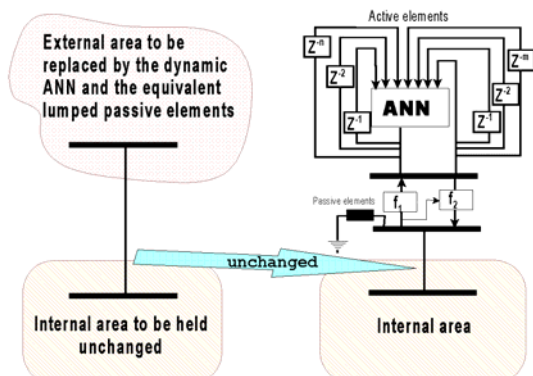 External area to be
replaced by the dynamic
ANN and the equivalent
lumped passive elements
Active elements
Z-n
Z-2
Z-1
ANN
Z-m
Z-2
Z-1
Passive elements
f1
f2
unchanged
Internal area to be held
unchanged
Internal area